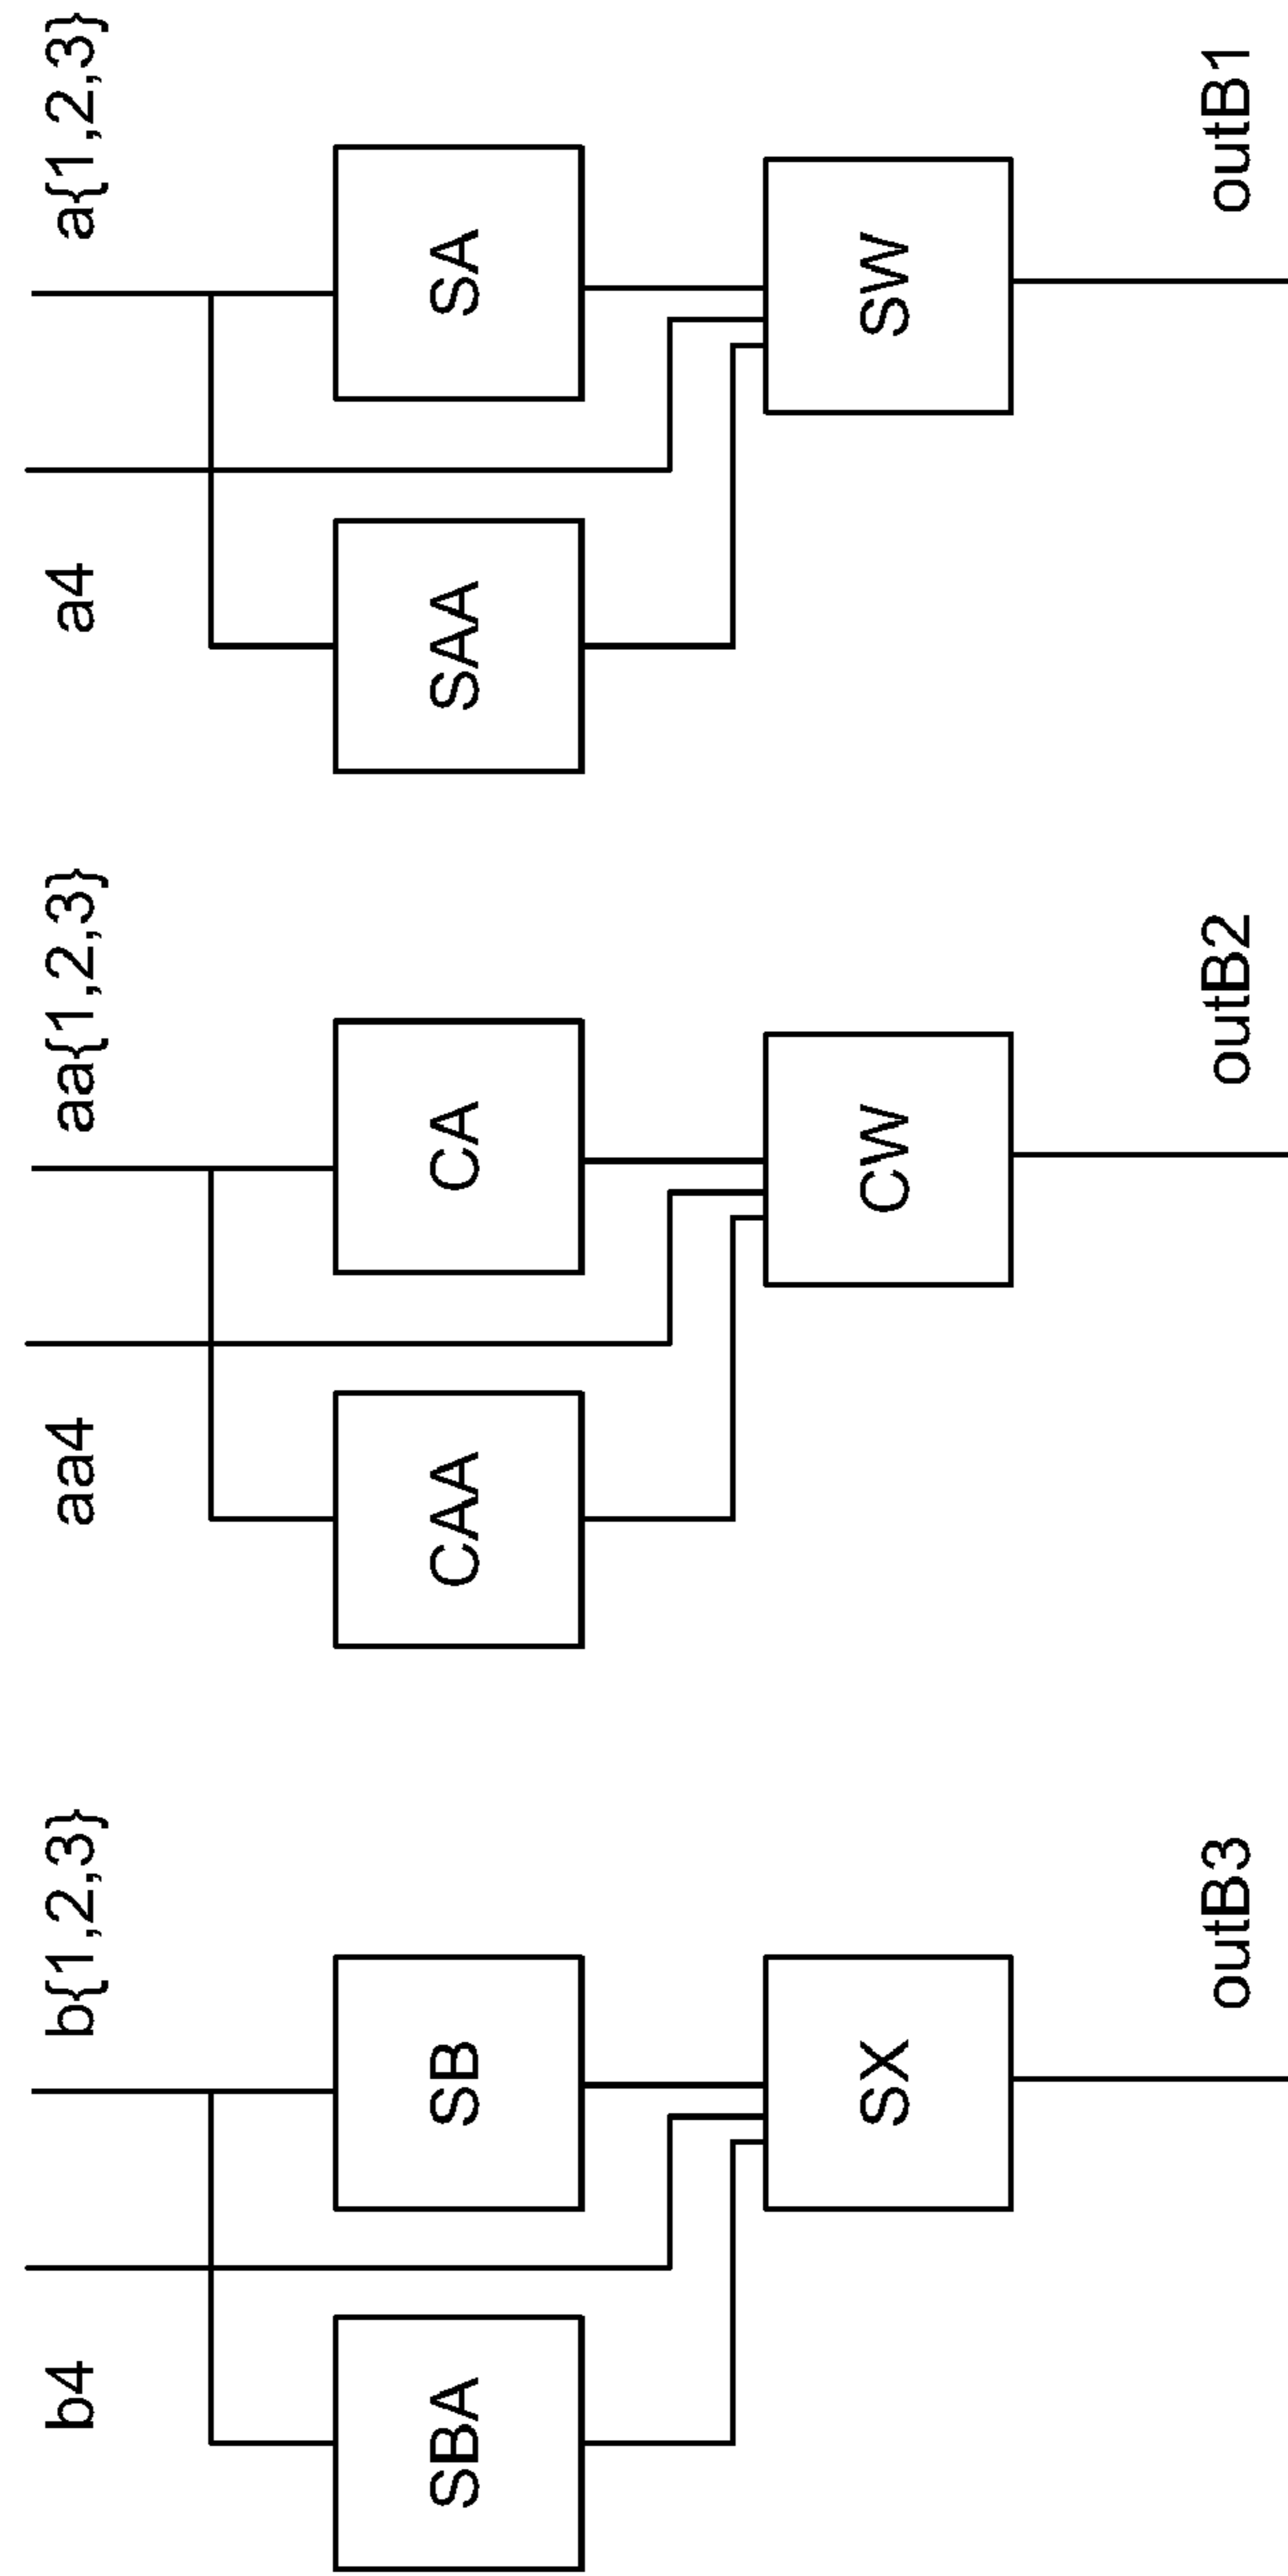 a{1,2,3}
SA
SW
outB1
a4
SAA
aa{1,2,3}
CA
CW
outB2
aa4
CAA
b{1,2,3}
SB
SX
outB3
b4
SBA